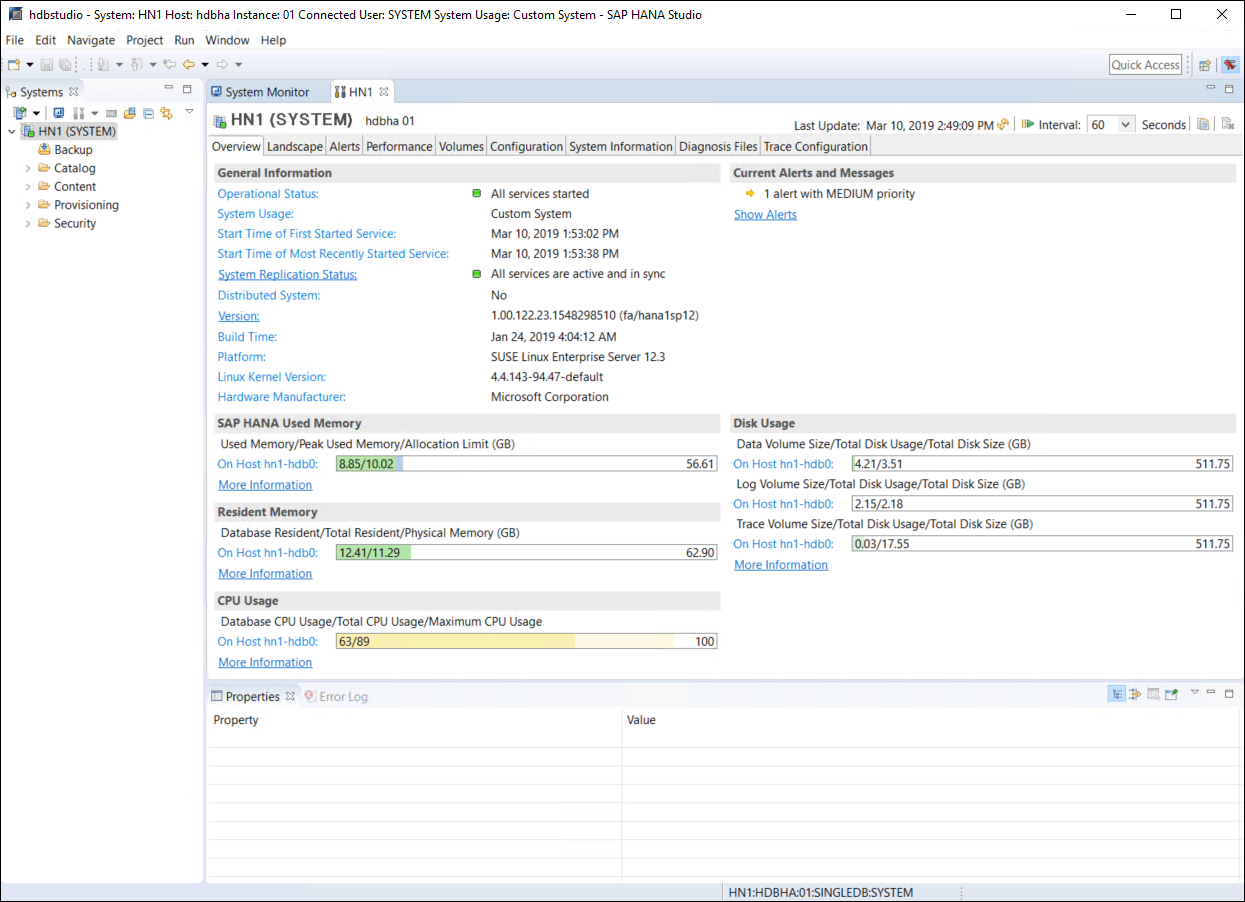 hdbstudio - System: HN1 Host: hdbha Instance: 01 Connected User: SYSTEM System Usage: Custom System - SAP HANA Studio
File Edit Navigate Project Run Window Help
Quick Access
Systems
HN1 (SYSTEM)
Backup
Catalog
Content
Provisioning
Security
System Monitor HN1
HN1 (SYSTEM) hdbha 01
Last Update: Mar 10, 2019 2:49:09 PM Interval: 60 Seconds
Overview Landscape Alerts Performance Volumes Configuration System Information Diagnosis Files Trace Configuration
General Information
Operational Status: All services started
System Usage: Custom System
Start Time of First Started Service: Mar 10, 2019 1:53:02 PM
Start Time of Most Recently Started Service: Mar 10, 2019 1:53:38 PM
System Replication Status: All services are active and in sync
Distributed System: No
Version: 1.00.122.23.1548298510 (fa/hana1sp12)
Build Time: Jan 24, 2019 4:04:12 AM
Platform: SUSE Linux Enterprise Server 12.3
Linux Kernel Version: 4.4.143-94.47-default
Hardware Manufacturer: Microsoft Corporation
Current Alerts and Messages
1 alert with MEDIUM priority
Show Alerts
SAP HANA Used Memory
Used Memory/Peak Used Memory/Allocation Limit (GB)
On Host hn1-hdb0: 8.85/10.02 56.61
More Information
Resident Memory
Database Resident/Total Resident/Physical Memory (GB)
On Host hn1-hdb0: 12.41/11.29 62.90
More Information
CPU Usage
Database CPU Usage/Total CPU Usage/Maximum CPU Usage
On Host hn1-hdb0: 63/89 100
More Information
Disk Usage
Data Volume Size/Total Disk Usage/Total Disk Size (GB)
On Host hn1-hdb0: 4.21/3.51 511.75
Log Volume Size/Total Disk Usage/Total Disk Size (GB)
On Host hn1-hdb0: 2.15/2.18 511.75
Trace Volume Size/Total Disk Usage/Total Disk Size (GB)
On Host hn1-hdb0: 0.03/17.55 511.75
More Information
Properties Error Log
Property Value
HN1:HDBHA:01:SINGLEDB:SYSTEM